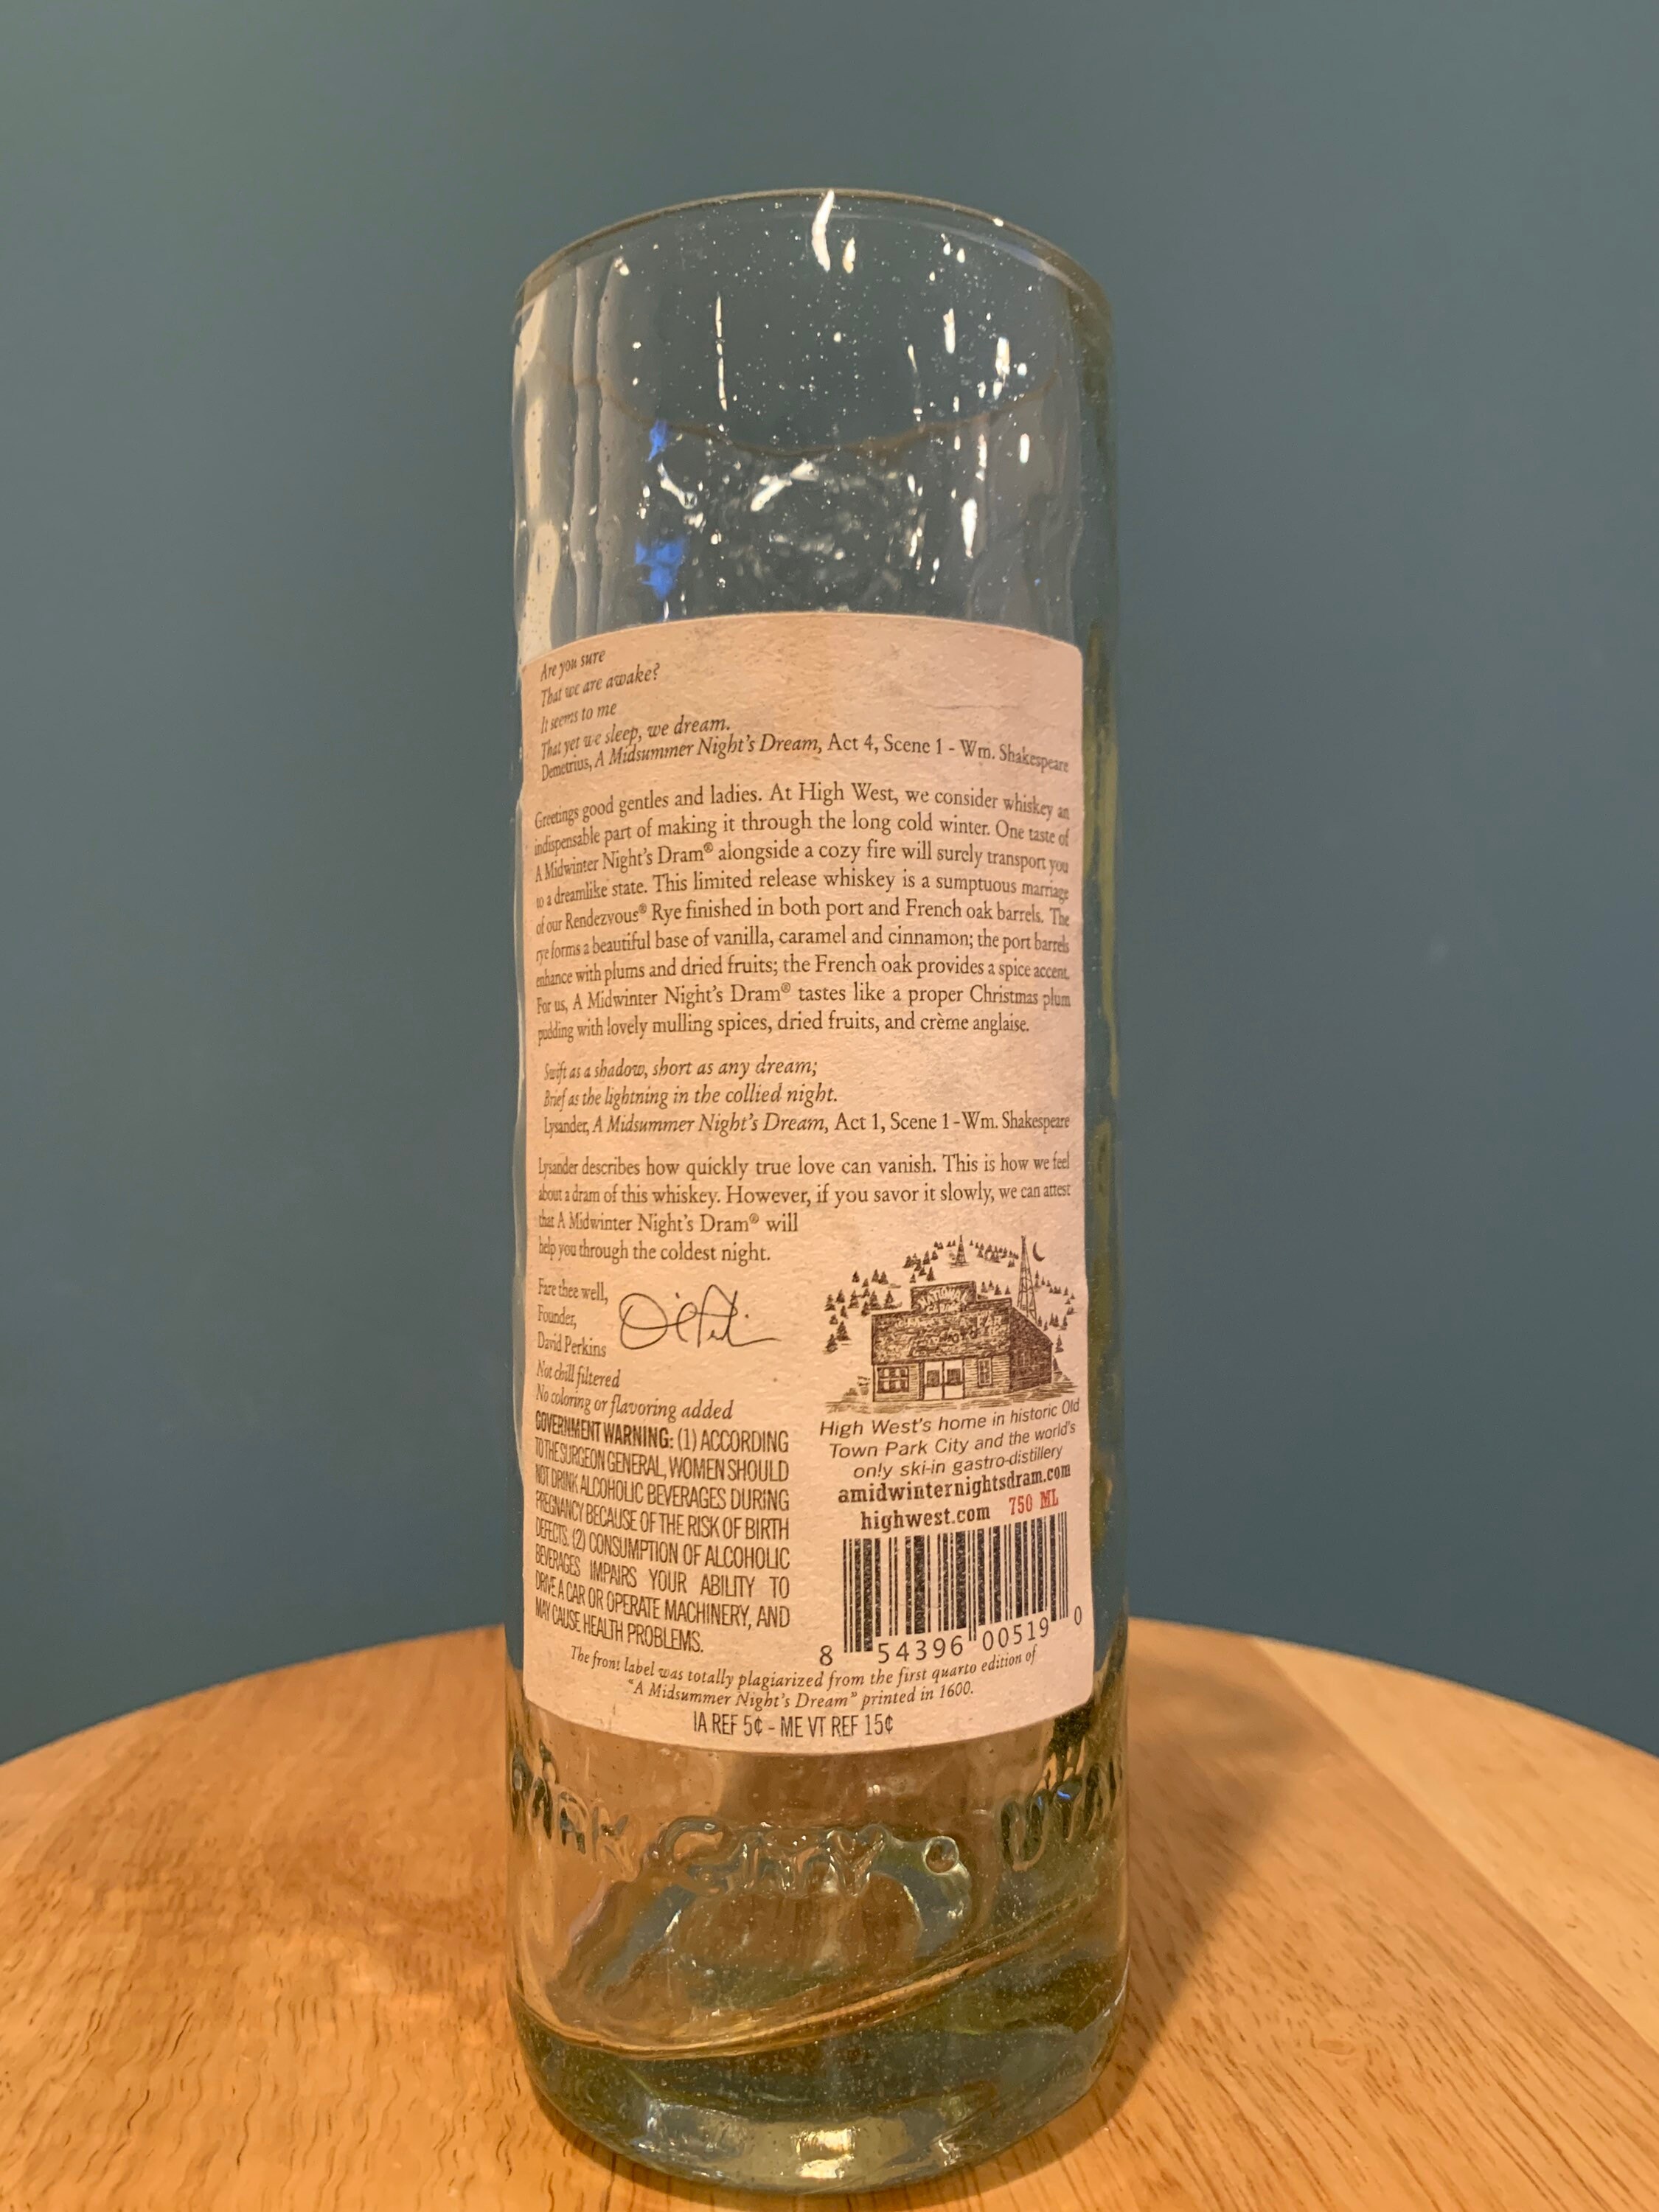 Are you sure
That we are awake?
It seems to me
That yet we sleep, we dream.
Demetrius, A Midsummer Night's Dream, Act 4, Scene 1 - Wm. Shakespeare
Greetings good gentles and ladies. At High West, we consider whiskey an
indispensable part of making it through the long cold winter. One taste of
A Midwinter Night's Dram® alongside a cozy fire will surely transport you
to a dreamlike state. This limited release whiskey is a sumptuous marriage
of our Rendezvous® Rye finished in both port and French oak barrels. The
rye forms a beautiful base of vanilla, caramel and cinnamon; the port barrels
enhance with plums and dried fruits; the French oak provides a spice accent.
For us, A Midwinter Night's Dram® tastes like a proper Christmas plum
pudding with lovely mulling spices, dried fruits, and crème anglaise.
Swift as a shadow, short as any dream;
Brief as the lightning in the collied night.
Lysander, A Midsummer Night's Dream, Act 1, Scene 1 - Wm. Shakespeare
Lysander describes how quickly true love can vanish. This is how we feel
about a dram of this whiskey. However, if you savor it slowly, we can attest
that A Midwinter Night's Dram® will
help you through the coldest night.
Fare thee well,
Founder,
David Perkins
Not chill filtered
No coloring or flavoring added
GOVERNMENT WARNING: (1) ACCORDING
TO THE SURGEON GENERAL, WOMEN SHOULD
NOT DRINK ALCOHOLIC BEVERAGES DURING
PREGNANCY BECAUSE OF THE RISK OF BIRTH
DEFECTS. (2) CONSUMPTION OF ALCOHOLIC
BEVERAGES IMPAIRS YOUR ABILITY TO
DRIVE A CAR OR OPERATE MACHINERY, AND
MAY CAUSE HEALTH PROBLEMS.
NATIONAL
High West's home in historic Old
Town Park City and the world's
only ski-in gastro-distillery
amidwinternightsdram.com
highwest.com 750 ML
8 54396 00519 0
The front label was totally plagiarized from the first quarto edition of
"A Midsummer Night's Dream" printed in 1600.
IA REF 5¢ - ME VT REF 15¢
PARK CITY UTAH